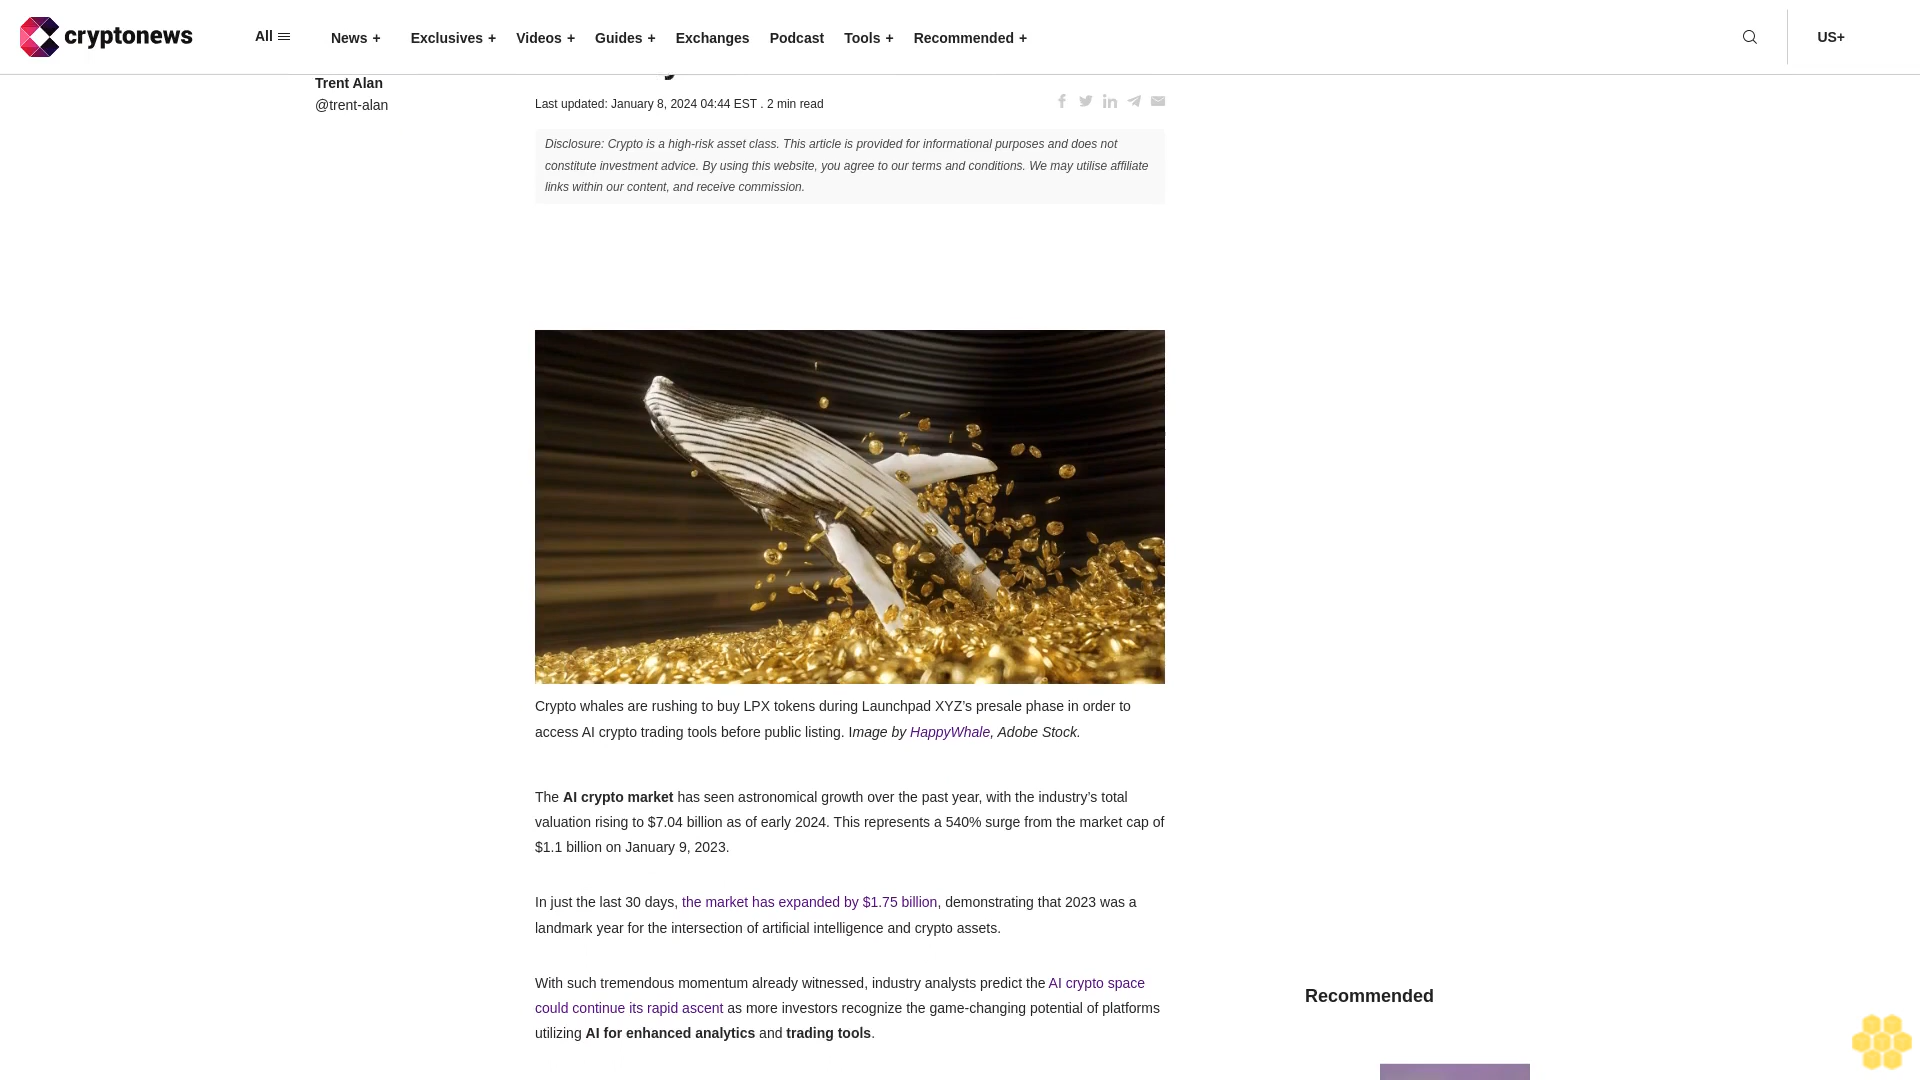 cryptonews
All
News +
Exclusives +
Videos +
Guides +
Exchanges
Podcast
Tools +
Recommended +
US+
Trent Alan
@trent-alan
Last updated: January 8, 2024 04:44 EST . 2 min read
Disclosure: Crypto is a high-risk asset class. This article is provided for informational purposes and does not
constitute investment advice. By using this website, you agree to our terms and conditions. We may utilise affiliate
links within our content, and receive commission.
Crypto whales are rushing to buy LPX tokens during Launchpad XYZ’s presale phase in order to
access AI crypto trading tools before public listing. Image by HappyWhale, Adobe Stock.
The AI crypto market has seen astronomical growth over the past year, with the industry’s total
valuation rising to $7.04 billion as of early 2024. This represents a 540% surge from the market cap of
$1.1 billion on January 9, 2023.
In just the last 30 days, the market has expanded by $1.75 billion, demonstrating that 2023 was a
landmark year for the intersection of artificial intelligence and crypto assets.
With such tremendous momentum already witnessed, industry analysts predict the AI crypto space
could continue its rapid ascent as more investors recognize the game-changing potential of platforms
utilizing AI for enhanced analytics and trading tools.
Recommended